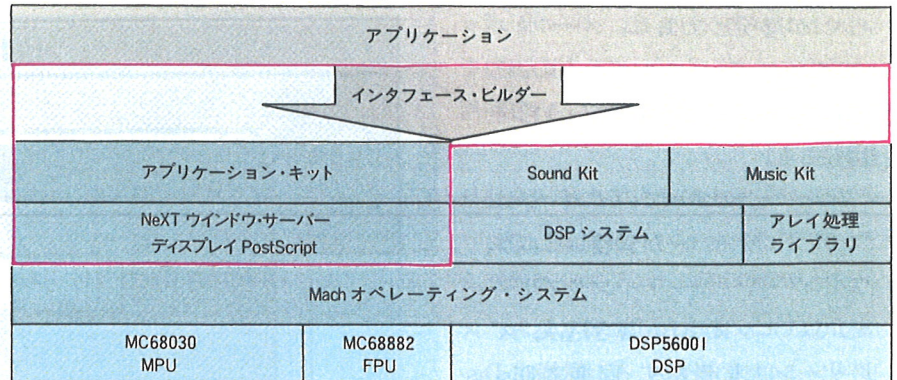 アプリケーション
インタフェース・ビルダー
アプリケーション・キット
Sound Kit
Music Kit
NeXT ウインドウ・サーバー
ディスプレイ PostScript
DSP システム
アレイ処理
ライブラリ
Mach オペレーティング・システム
MC68030
MPU
MC68882
FPU
DSP56001
DSP